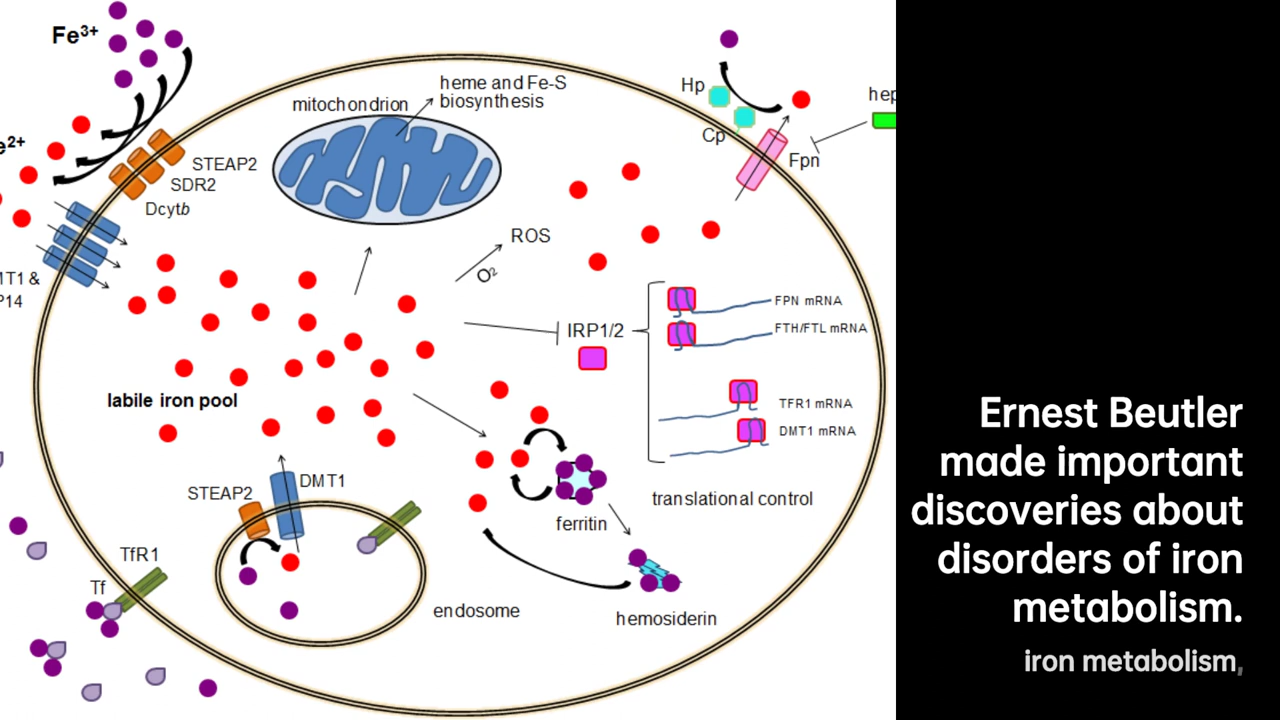 Fe³⁺
e²⁺
STEAP2
SDR2
Dcytb
MT1 &
P14
mitochondrion
heme and Fe-S
biosynthesis
Hp
Cp
Fpn
hep
ROS
O₂
IRP1/2
FPN mRNA
FTH/FTL mRNA
TFR1 mRNA
DMT1 mRNA
translational control
labile iron pool
STEAP2
DMT1
ferritin
hemosiderin
endosome
TfR1
Tf
Ernest Beutler
made important
discoveries about
disorders of iron
metabolism.
iron metabolism,